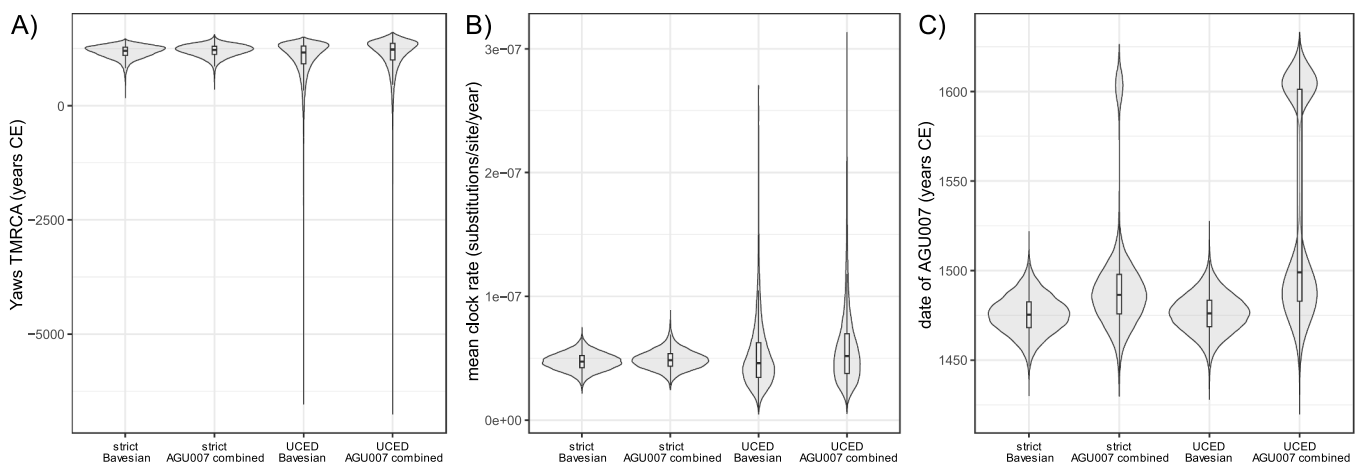 A)
Yaws TMRCA (years CE)
0
−2500
−5000
strict
Bayesian
strict
AGU007 combined
UCED
Bayesian
UCED
AGU007 combined
B)
mean clock rate (substitutions/site/year)
3e−07
2e−07
1e−07
0e+00
strict
Bayesian
strict
AGU007 combined
UCED
Bayesian
UCED
AGU007 combined
C)
date of AGU007 (years CE)
1600
1550
1500
1450
strict
Bayesian
strict
AGU007 combined
UCED
Bayesian
UCED
AGU007 combined